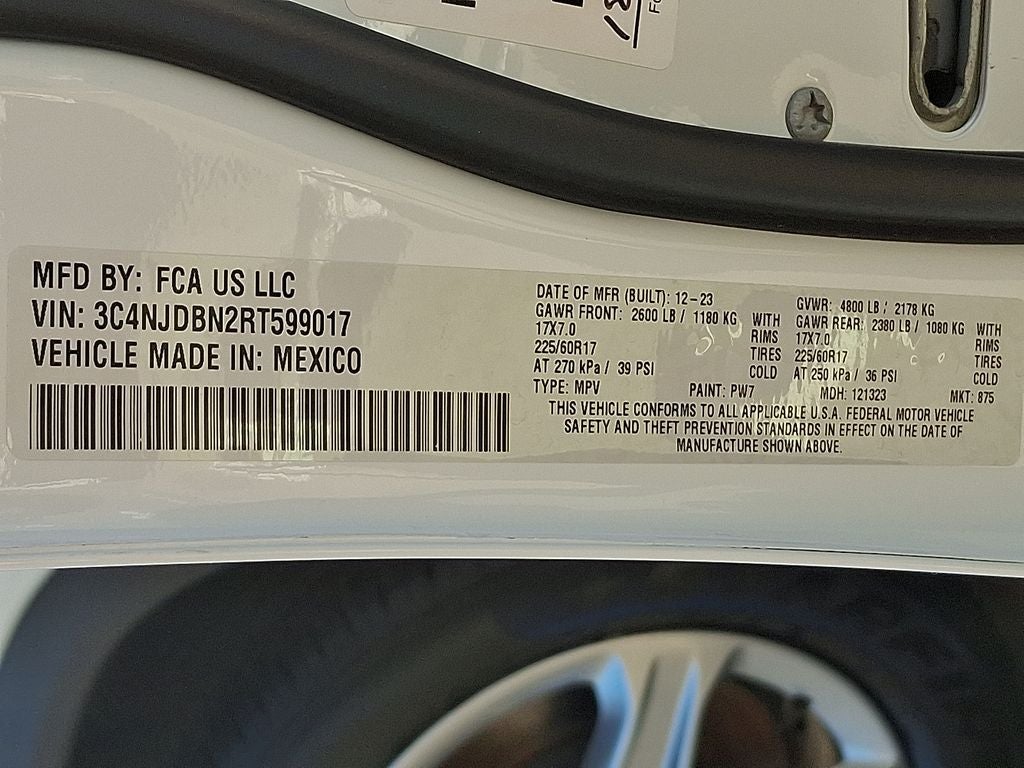 MFD BY: FCA US LLC
VIN: 3C4NJDBN2RT599017
VEHICLE MADE IN: MEXICO
DATE OF MFR (BUILT): 12-23
GVWR: 4800 LB / 2178 KG
GAWR FRONT: 2600 LB / 1180 KG WITH
17X7.0 RIMS
225/60R17 TIRES
AT 270 kPa / 39 PSI COLD
GAWR REAR: 2380 LB / 1080 KG WITH
17X7.0 RIMS
225/60R17 TIRES
AT 250 kPa / 36 PSI COLD
TYPE: MPV PAINT: PW7 MDH: 121323 MKT: 875
THIS VEHICLE CONFORMS TO ALL APPLICABLE U.S.A. FEDERAL MOTOR VEHICLE
SAFETY AND THEFT PREVENTION STANDARDS IN EFFECT ON THE DATE OF
MANUFACTURE SHOWN ABOVE.